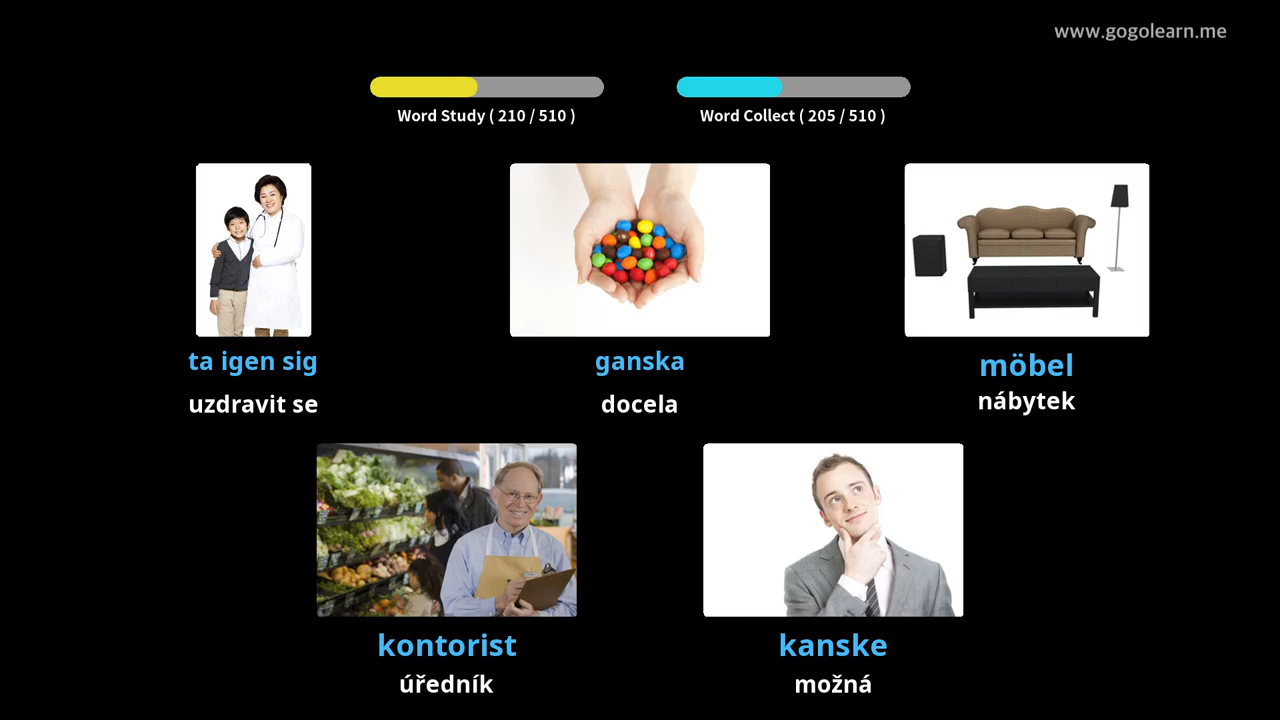 www.gogolearn.me
Word Study ( 210 / 510 )
Word Collect ( 205 / 510 )
ta igen sig
uzdravit se
ganska
docela
möbel
nábytek
kontorist
úředník
kanske
možná